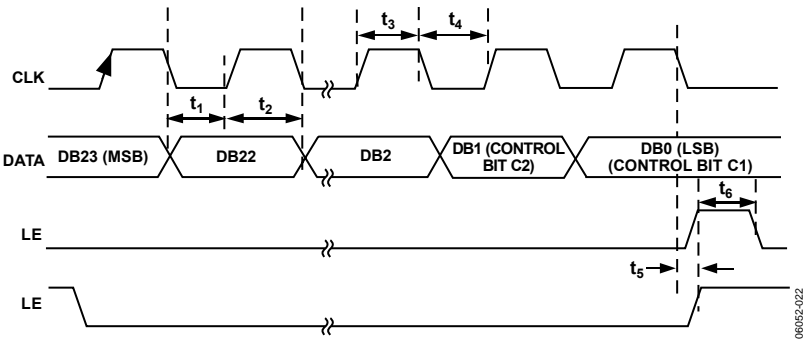 t3
t4
CLK
t1
t2
DATA
DB23 (MSB)
DB22
DB2
DB1 (CONTROL
BIT C2)
DB0 (LSB)
(CONTROL BIT C1)
t6
LE
t5
LE
06052-022